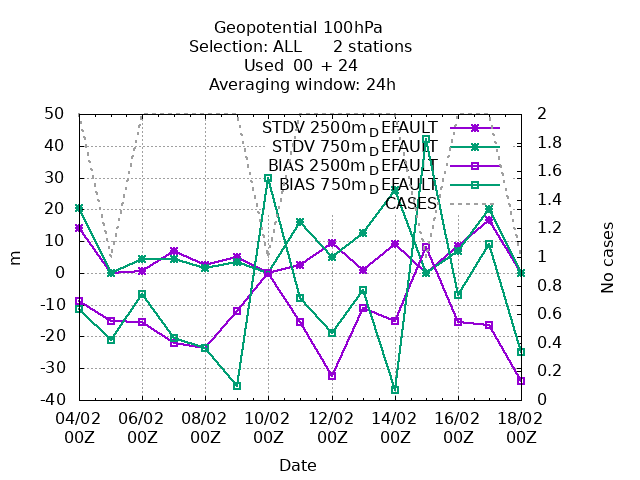 Geopotential 100hPa
Selection: ALL 2 stations
Used 00 + 24
Averaging window: 24h
50
40
30
20
10
0
-10
-20
-30
-40
m
STDV 2500m_DEFAULT
STDV 750m_DEFAULT
BIAS 2500m_DEFAULT
BIAS 750m_DEFAULT
CASES
2
1.8
1.6
1.4
1.2
1
0.8
0.6
0.4
0.2
0
No cases
04/02 06/02 08/02 10/02 12/02 14/02 16/02 18/02
00Z 00Z 00Z 00Z 00Z 00Z 00Z 00Z
Date